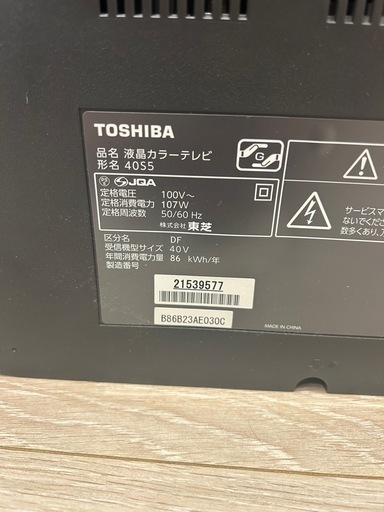 TOSHIBA
品名 液晶カラーテレビ
形名 40S5
G
JQA
定格電圧 100V～
定格消費電力 107W
定格周波数 50/60 Hz
株式会社 東芝
区分名 DF
受信機型サイズ 40V
年間消費電力量 86 kWh/年
製造番号
21539577
B86B23AE030C
MADE IN CHINA
サービスマ
ないでくださ
数多くあり、